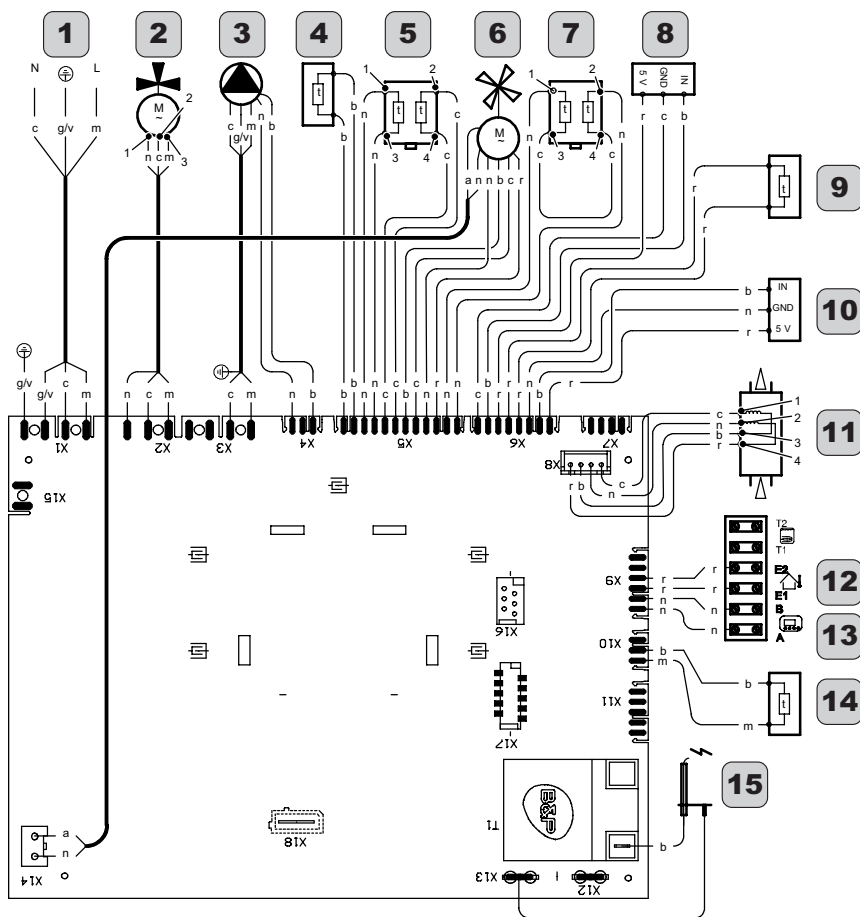 1 2 3 4 5 6 7 8
N L
c g/v m
M ~
1 2 3
n c m
c m b
g/v
b b
1 2 3 4
t t
n n c c
M ~
a n n b c r
1 2 3 4
t t
n n c c
5 V GND IN
r c b
t
r r
9
b IN
n GND
r 5 V
10
b r
g/v g/v c m
n c m
c m
n b
b b n n c c b n c r n r n n
c b r r r n b n
X1 X2 X3 X4 X5 X6 X7
c 1
n 2
b 3
r 4
11
X8
r b n c
X15
T2
T1
r E2
r E1
n B
n A
12
13
X9
r
r
n
n
X16
X10
b
m
b
t
m
14
X11
X17
15
T1
B&P
b
X18
X14
a
n
X13
X12